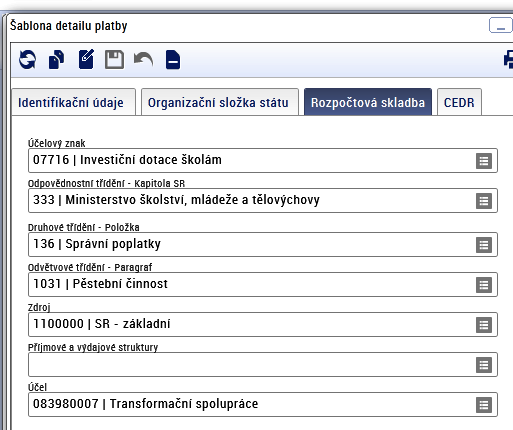 Šablona detailu platby
Identifikační údaje
Organizační složka státu
Rozpočtová skladba
CEDR
Účelový znak
07716 | Investiční dotace školám
Odpovědnostní třídění - Kapitola SR
333 | Ministerstvo školství, mládeže a tělovýchovy
Druhové třídění - Položka
136 | Správní poplatky
Odvětvové třídění - Paragraf
1031 | Pěstební činnost
Zdroj
1100000 | SR - základní
Příjmové a výdajové struktury
Účel
083980007 | Transformační spolupráce